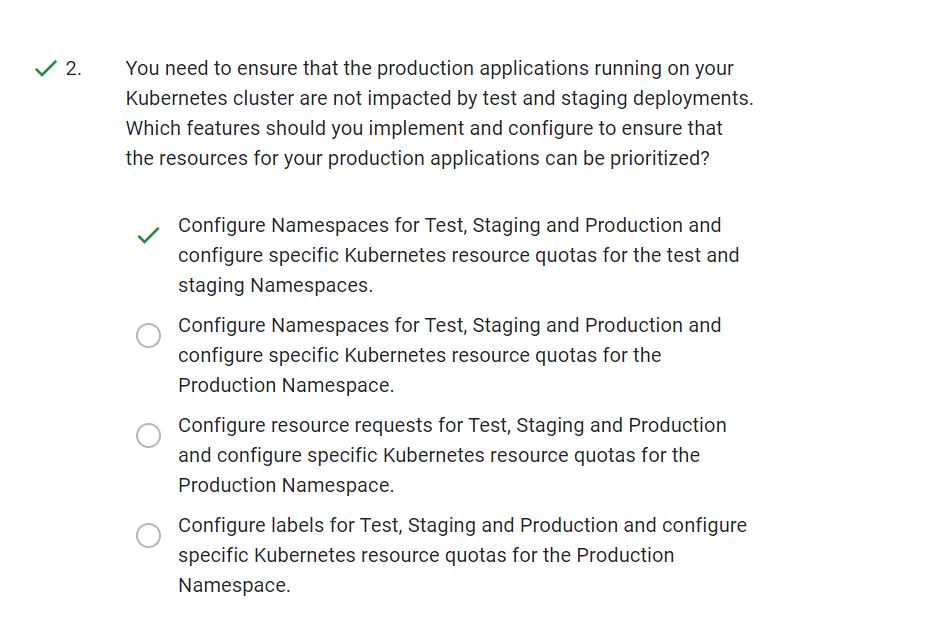 2. You need to ensure that the production applications running on your
Kubernetes cluster are not impacted by test and staging deployments.
Which features should you implement and configure to ensure that
the resources for your production applications can be prioritized?
Configure Namespaces for Test, Staging and Production and
configure specific Kubernetes resource quotas for the test and
staging Namespaces.
Configure Namespaces for Test, Staging and Production and
configure specific Kubernetes resource quotas for the
Production Namespace.
Configure resource requests for Test, Staging and Production
and configure specific Kubernetes resource quotas for the
Production Namespace.
Configure labels for Test, Staging and Production and configure
specific Kubernetes resource quotas for the Production
Namespace.